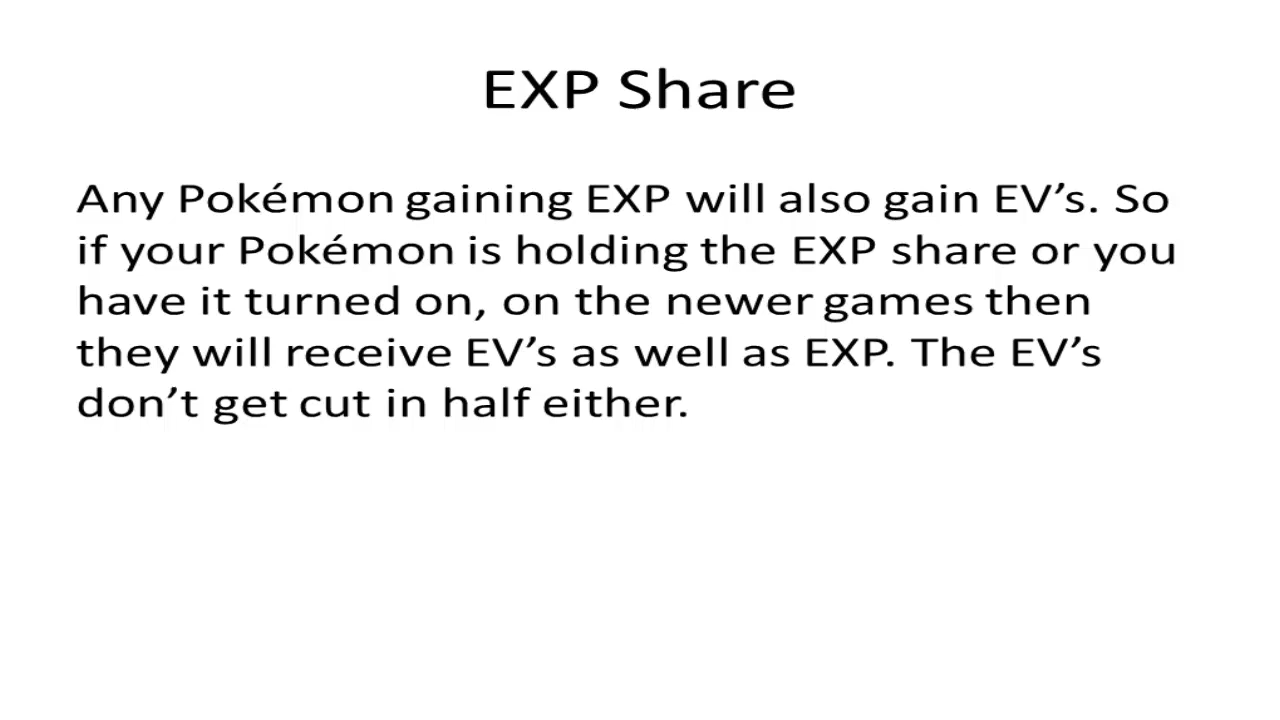 EXP Share
Any Pokémon gaining EXP will also gain EV’s. So
if your Pokémon is holding the EXP share or you
have it turned on, on the newer games then
they will receive EV’s as well as EXP. The EV’s
don’t get cut in half either.